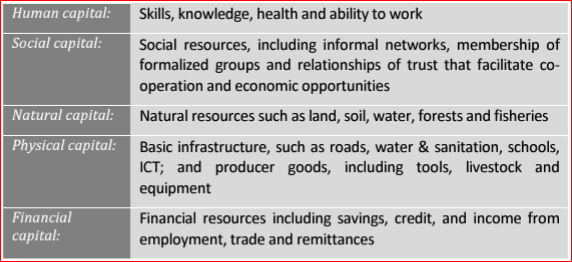 Human capital: Skills, knowledge, health and ability to work
Social capital: Social resources, including informal networks, membership of
formalized groups and relationships of trust that facilitate co-
operation and economic opportunities
Natural capital: Natural resources such as land, soil, water, forests and fisheries
Physical capital: Basic infrastructure, such as roads, water & sanitation, schools,
ICT; and producer goods, including tools, livestock and
equipment
Financial Financial resources including savings, credit, and income from
capital: employment, trade and remittances